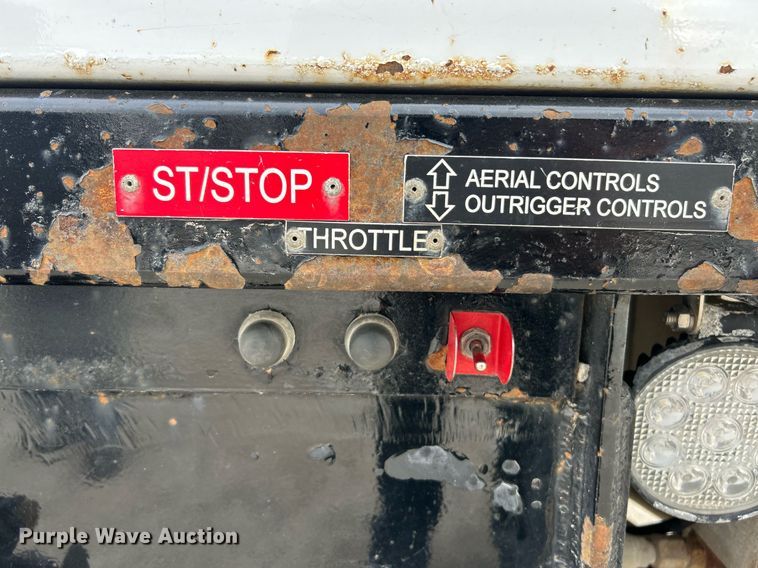 ST/STOP
AERIAL CONTROLS
OUTRIGGER CONTROLS
THROTTLE
Purple Wave Auction